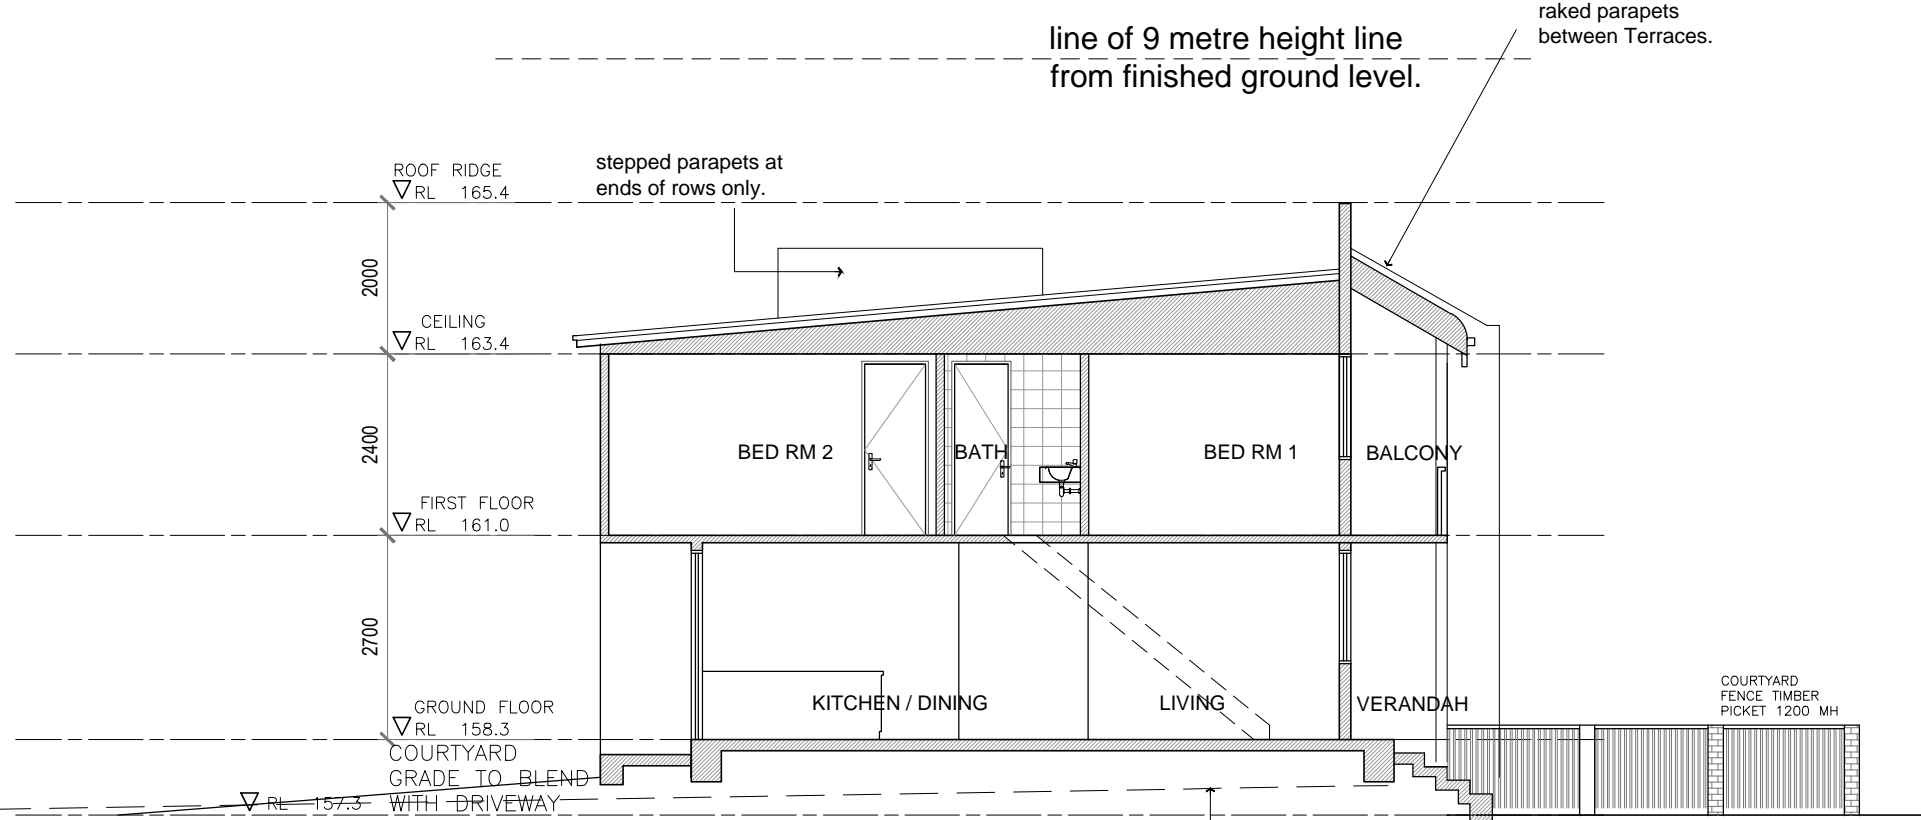 raked parapets
between Terraces.
line of 9 metre height line
from finished ground level.
stepped parapets at
ends of rows only.
ROOF RIDGE
RL 165.4
2000
CEILING
RL 163.4
2400
BED RM 2
BATH
BED RM 1
BALCONY
FIRST FLOOR
RL 161.0
2700
KITCHEN / DINING
LIVING
VERANDAH
GROUND FLOOR
RL 158.3
COURTYARD
GRADE TO BLEND
WITH DRIVEWAY
RL 157.3
COURTYARD
FENCE TIMBER
PICKET 1200 MH